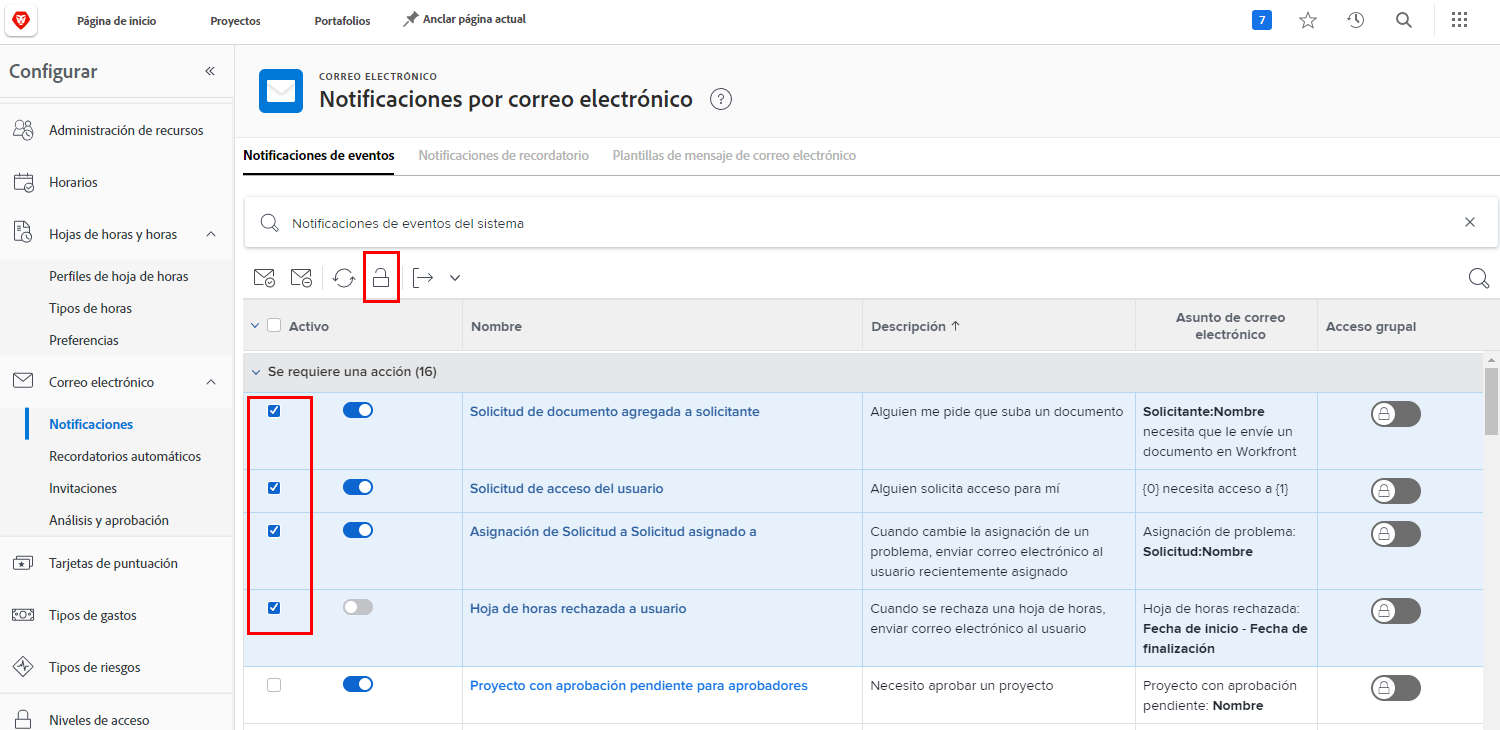 Página de inicio
Proyectos
Portafolios
Anclar página actual
7
Configurar
Administración de recursos
Horarios
Hojas de horas y horas
Perfiles de hoja de horas
Tipos de horas
Preferencias
Correo electrónico
Notificaciones
Recordatorios automáticos
Invitaciones
Análisis y aprobación
Tarjetas de puntuación
Tipos de gastos
Tipos de riesgos
Niveles de acceso
CORREO ELECTRÓNICO
Notificaciones por correo electrónico
?
Notificaciones de eventos
Notificaciones de recordatorio
Plantillas de mensaje de correo electrónico
Notificaciones de eventos del sistema
Activo
Nombre
Descripción
Asunto de correo
electrónico
Acceso grupal
Se requiere una acción (16)
Solicitud de documento agregada a solicitante
Alguien me pide que suba un documento
Solicitante:Nombre
necesita que le envíe un
documento en Workfront
Solicitud de acceso del usuario
Alguien solicita acceso para mí
{0} necesita acceso a {1}
Asignación de Solicitud a Solicitud asignado a
Cuando cambie la asignación de un
problema, enviar correo electrónico al
usuario recientemente asignado
Asignación de problema:
Solicitud:Nombre
Hoja de horas rechazada a usuario
Cuando se rechaza una hoja de horas,
enviar correo electrónico al usuario
Hoja de horas rechazada:
Fecha de inicio - Fecha de
finalización
Proyecto con aprobación pendiente para aprobadores
Necesito aprobar un proyecto
Proyecto con aprobación
pendiente: Nombre